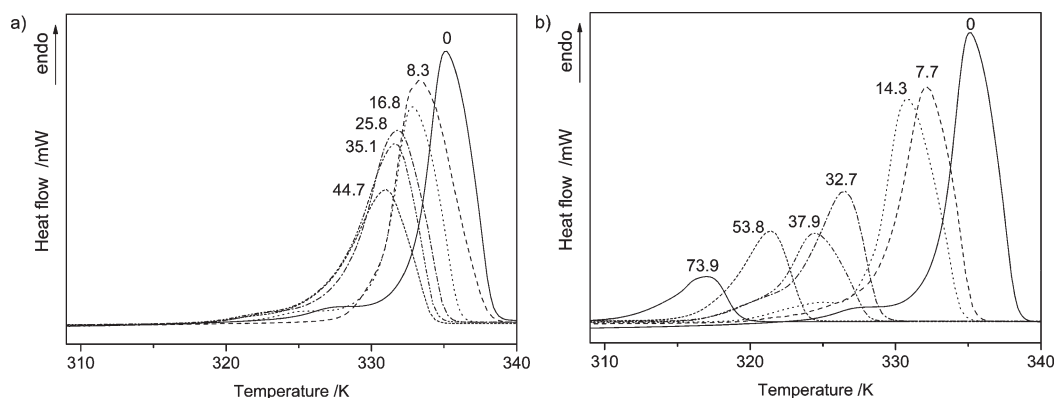 a)
endo
Heat flow /mW
0
8.3
16.8
25.8
35.1
44.7
310
320
330
340
Temperature /K
b)
endo
Heat flow /mW
0
7.7
14.3
32.7
37.9
53.8
73.9
310
320
330
340
Temperature /K